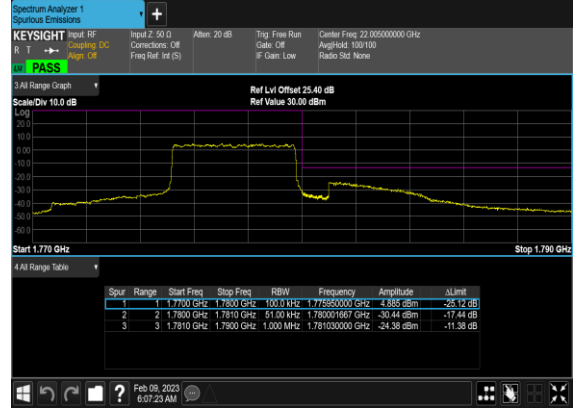 Spectrum Analyzer 1
Spurious Emissions
KEYSIGHT Input: RF Input Z: 50 Ω Atten: 20 dB Trig: Free Run Center Freq: 22.005000000 GHz
R T Coupling: DC Corrections: Off Gate: Off Avg|Hold: 100/100
Align: Off Freq Ref: Int (S) IF Gain: Low Radio Std: None
PASS
3 All Range Graph
Ref Lvl Offset 25.40 dB
Scale/Div 10.0 dB Ref Value 30.00 dBm
Log
20.0
10.0
0.00
-10.0
-20.0
-30.0
-40.0
-50.0
-60.0
Start 1.770 GHz Stop 1.790 GHz
4 All Range Table
Spur Range Start Freq Stop Freq RBW Frequency Amplitude ΔLimit
1 1 1.7700 GHz 1.7800 GHz 100.0 kHz 1.775950000 GHz 4.885 dBm -25.12 dB
2 2 1.7800 GHz 1.7810 GHz 51.00 kHz 1.780001667 GHz -30.44 dBm -17.44 dB
3 3 1.7810 GHz 1.7900 GHz 1.000 MHz 1.781030000 GHz -24.38 dBm -11.38 dB
? Feb 09, 2023
6:07:23 AM